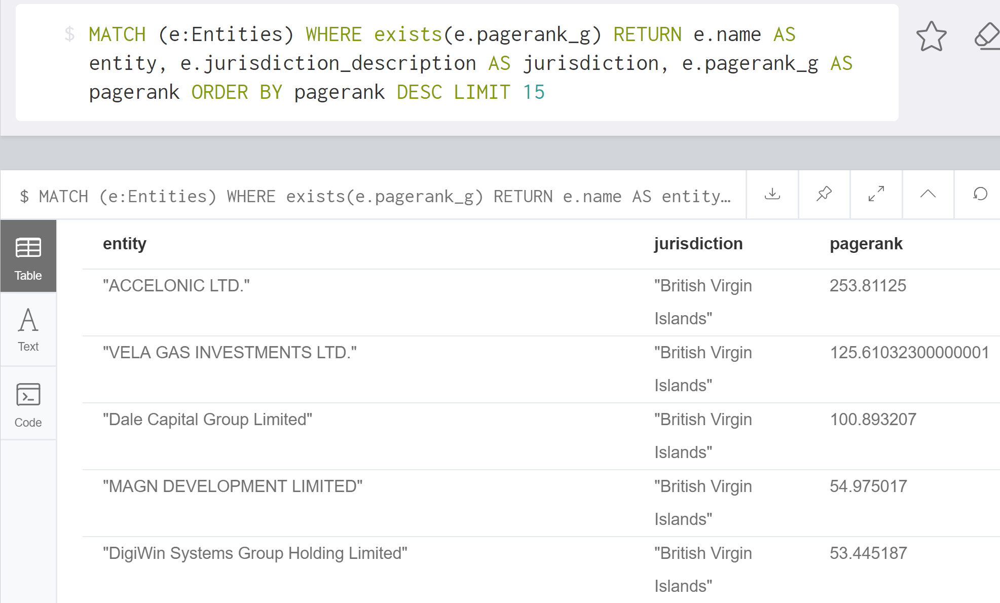 $ MATCH (e:Entities) WHERE exists(e.pagerank_g) RETURN e.name AS
entity, e.jurisdiction_description AS jurisdiction, e.pagerank_g AS
pagerank ORDER BY pagerank DESC LIMIT 15
$ MATCH (e:Entities) WHERE exists(e.pagerank_g) RETURN e.name AS entity…
entity jurisdiction pagerank
Table
"ACCELONIC LTD." "British Virgin 253.81125
Islands"
Text
"VELA GAS INVESTMENTS LTD." "British Virgin 125.61032300000001
Islands"
Code
"Dale Capital Group Limited" "British Virgin 100.893207
Islands"
"MAGN DEVELOPMENT LIMITED" "British Virgin 54.975017
Islands"
"DigiWin Systems Group Holding Limited" "British Virgin 53.445187
Islands"